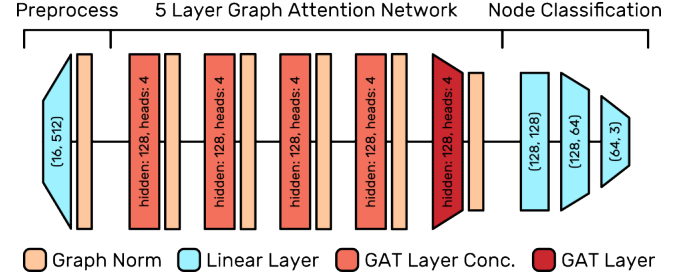 Preprocess 5 Layer Graph Attention Network Node Classification
(16, 512)
hidden: 128, heads: 4
hidden: 128, heads: 4
hidden: 128, heads: 4
hidden: 128, heads: 4
hidden: 128, heads: 4
(128, 128)
(128, 64)
(64, 3)
Graph Norm Linear Layer GAT Layer Conc. GAT Layer